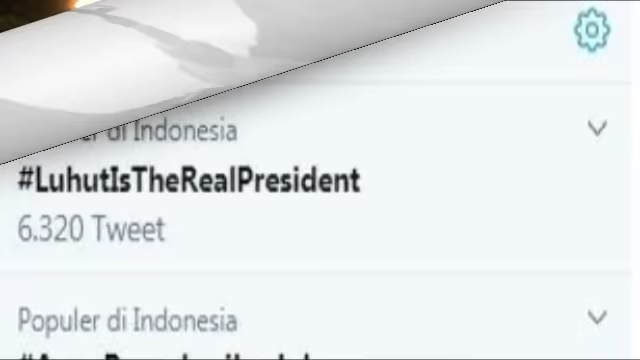 di Indonesia
#LuhutIsTheRealPresident
6.320 Tweet
Populer di Indonesia